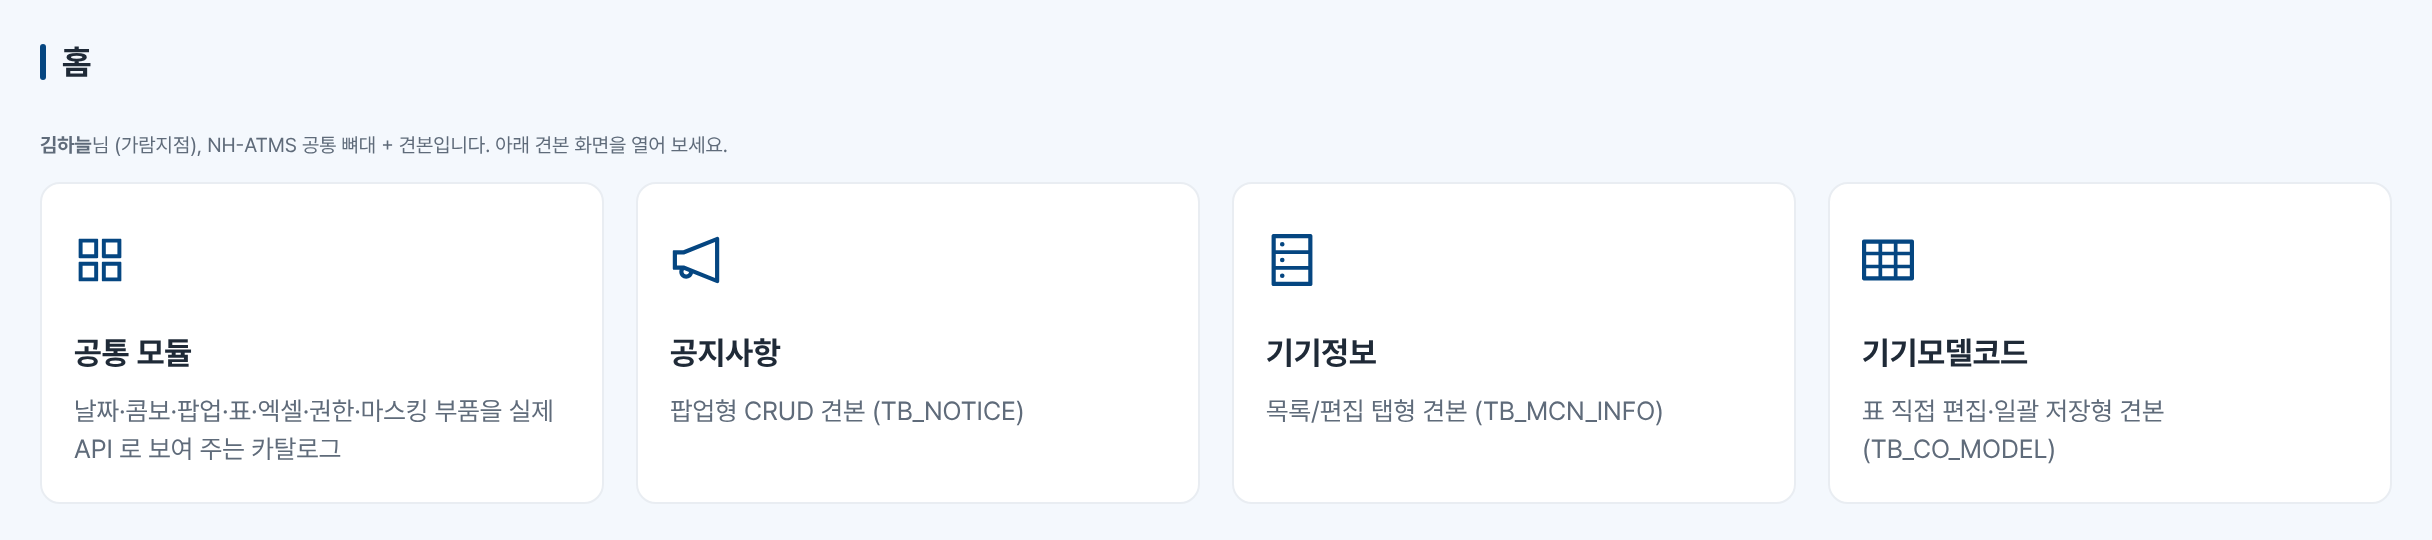 홈
김하늘님 (가람지점), NH-ATMS 공통 뼈대 + 견본입니다. 아래 견본 화면을 열어 보세요.
공통 모듈
날짜·콤보·팝업·표·엑셀·권한·마스킹 부품을 실제
API 로 보여 주는 카탈로그
공지사항
팝업형 CRUD 견본 (TB_NOTICE)
기기정보
목록/편집 탭형 견본 (TB_MCN_INFO)
기기모델코드
표 직접 편집·일괄 저장형 견본
(TB_CO_MODEL)